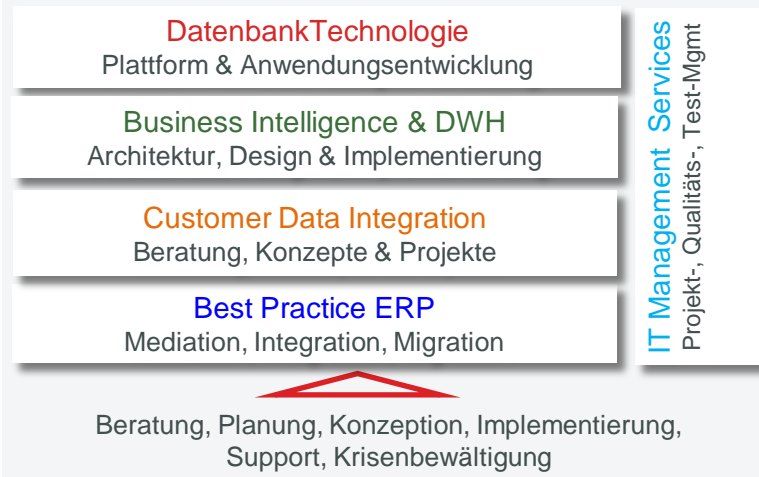 DatenbankTechnologie
Plattform & Anwendungsentwicklung
Business Intelligence & DWH
Architektur, Design & Implementierung
Customer Data Integration
Beratung, Konzepte & Projekte
Best Practice ERP
Mediation, Integration, Migration
IT Management Services
Projekt-, Qualitäts-, Test-Mgmt
Beratung, Planung, Konzeption, Implementierung,
Support, Krisenbewältigung